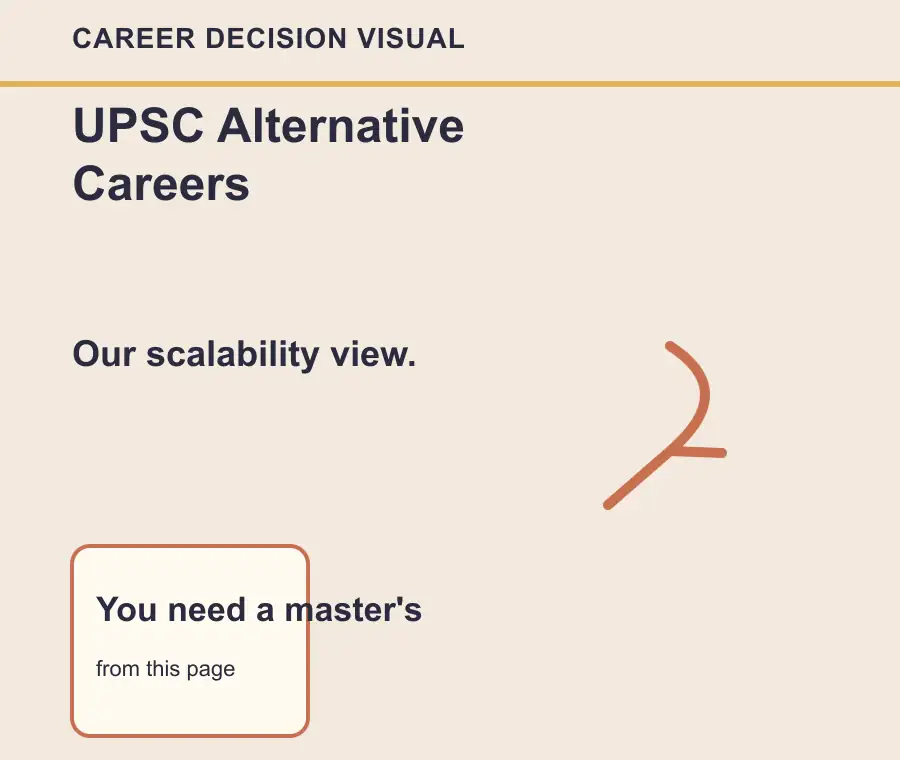 CAREER DECISION VISUAL
UPSC Alternative
Careers
Our scalability view.
You need a master's
from this page